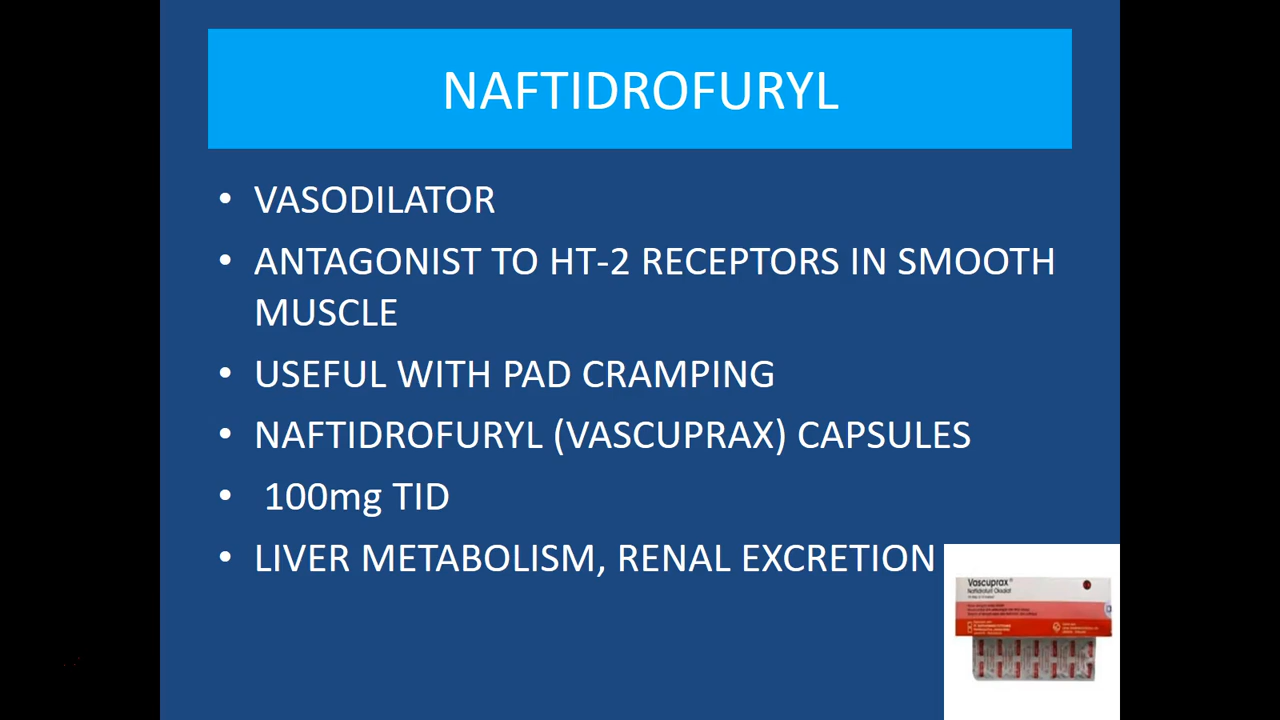 NAFTIDROFURYL
• VASODILATOR
• ANTAGONIST TO HT-2 RECEPTORS IN SMOOTH
MUSCLE
• USEFUL WITH PAD CRAMPING
• NAFTIDROFURYL (VASCUPRAX) CAPSULES
• 100mg TID
• LIVER METABOLISM, RENAL EXCRETION
Vascuprax®